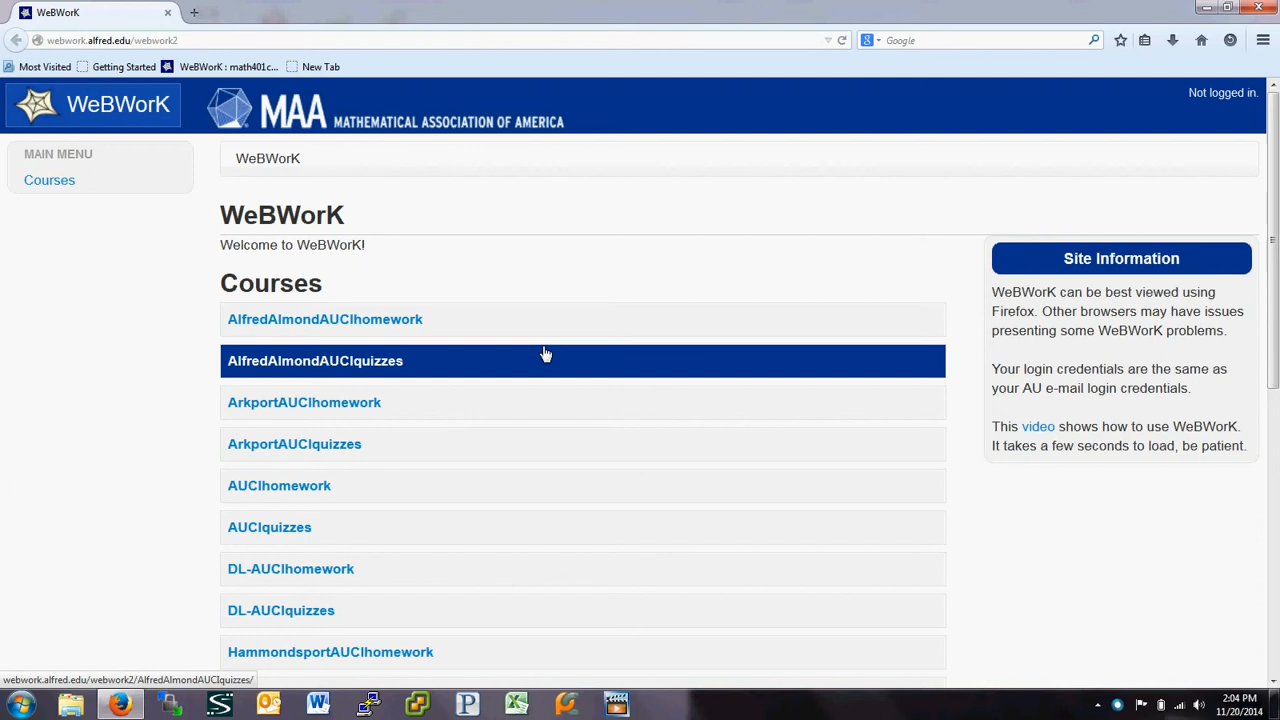 WeBWorK
webwork.alfred.edu/webwork2
Google
Most Visited
Getting Started
WeBWorK : math401c...
New Tab
WeBWorK
MAA MATHEMATICAL ASSOCIATION OF AMERICA
Not logged in.
MAIN MENU
Courses
WeBWorK
WeBWorK
Welcome to WeBWorK!
Courses
AlfredAlmondAUCIhomework
AlfredAlmondAUCIquizzes
ArkportAUCIhomework
ArkportAUCIquizzes
AUCIhomework
AUCIquizzes
DL-AUCIhomework
DL-AUCIquizzes
HammondsportAUCIhomework
Site Information
WeBWorK can be best viewed using
Firefox. Other browsers may have issues
presenting some WeBWorK problems.
Your login credentials are the same as
your AU e-mail login credentials.
This video shows how to use WeBWorK.
It takes a few seconds to load, be patient.
webwork.alfred.edu/webwork2/AlfredAlmondAUCIquizzes/
2:04 PM
11/20/2014